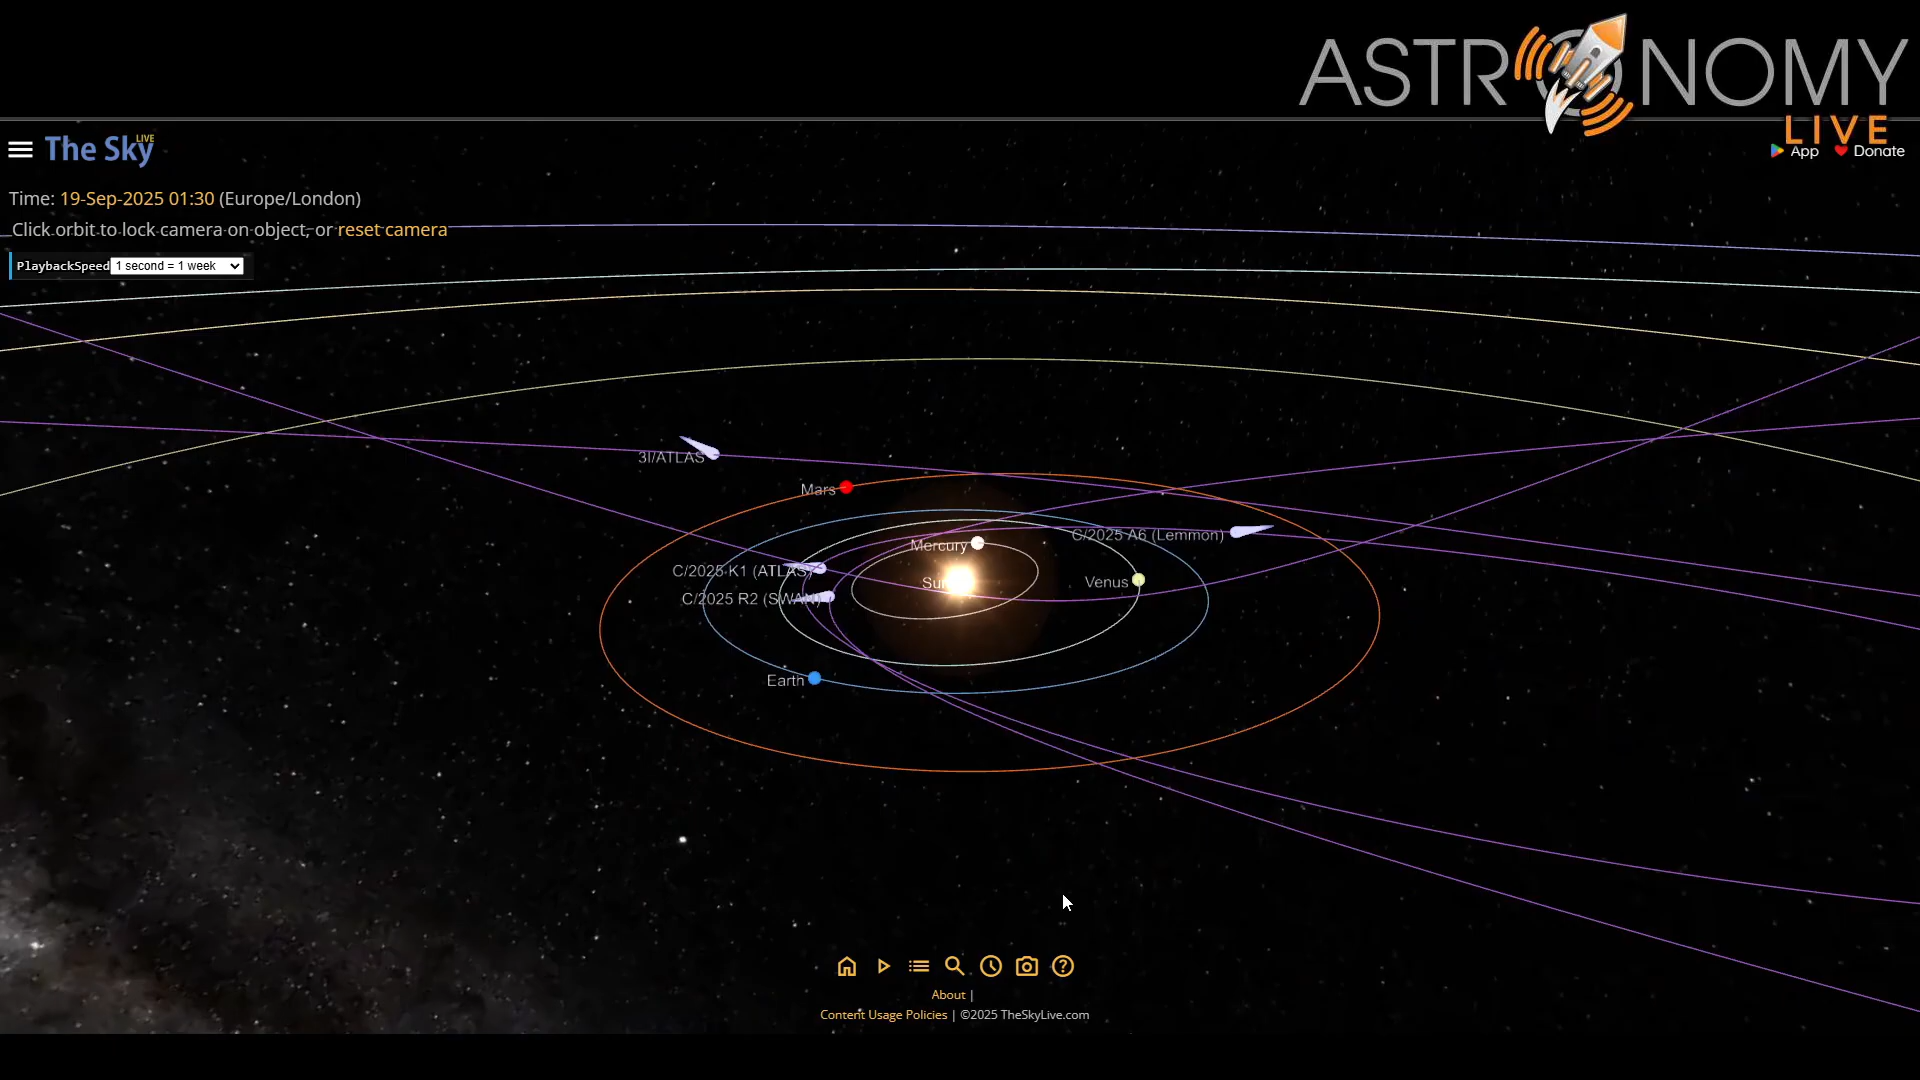 ASTRONOMY
LIVE
The Sky LIVE
App Donate
Time: 19-Sep-2025 01:30 (Europe/London)
Click orbit to lock camera on object, or reset camera
PlaybackSpeed 1 second = 1 week
3I/ATLAS
Mars
C/2025 A6 (Lemmon)
Mercury
C/2025 K1 (ATLAS)
Sun
Venus
C/2025 R2 (SWAN)
Earth
About |
Content Usage Policies | ©2025 TheSkyLive.com